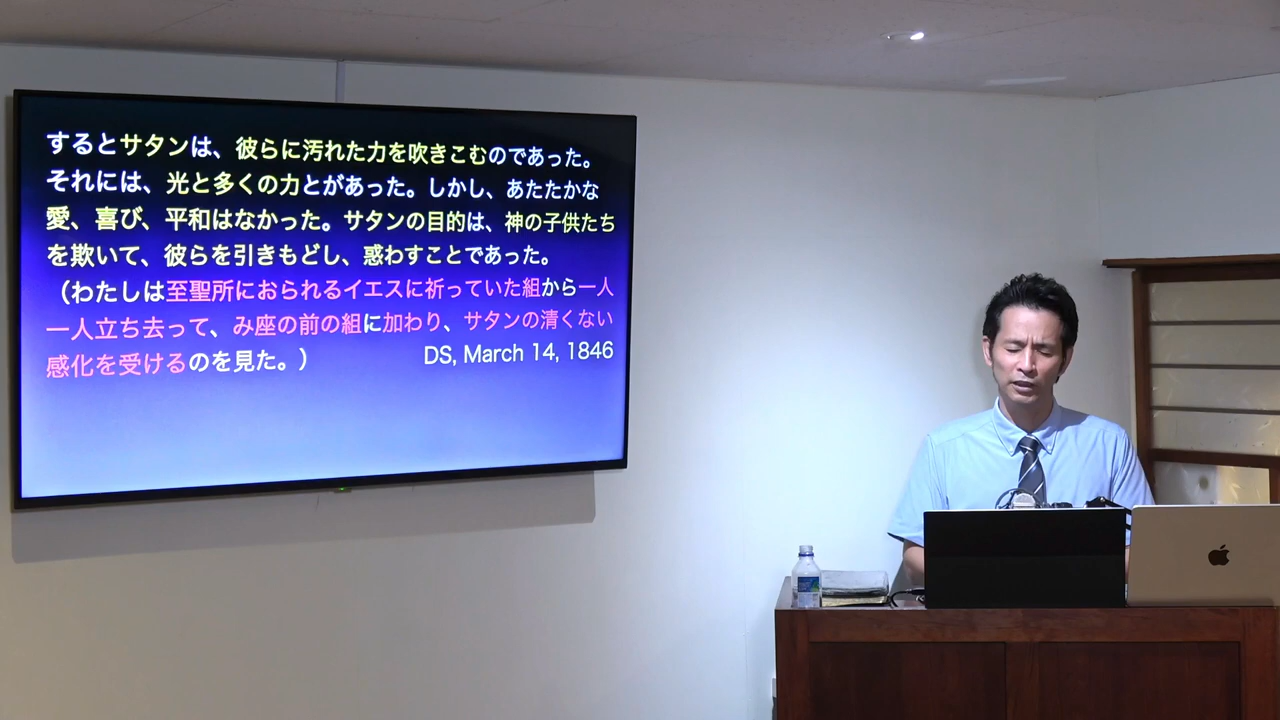 するとサタンは、彼らに汚れた力を吹きこむのであった。
それには、光と多くの力とがあった。しかし、あたたかな
愛、喜び、平和はなかった。サタンの目的は、神の子供たち
を欺いて、彼らを引きもどし、惑わすことであった。
（わたしは至聖所におられるイエスに祈っていた組から一人
一人立ち去って、み座の前の組に加わり、サタンの清くない
感化を受けるのを見た。） DS, March 14, 1846